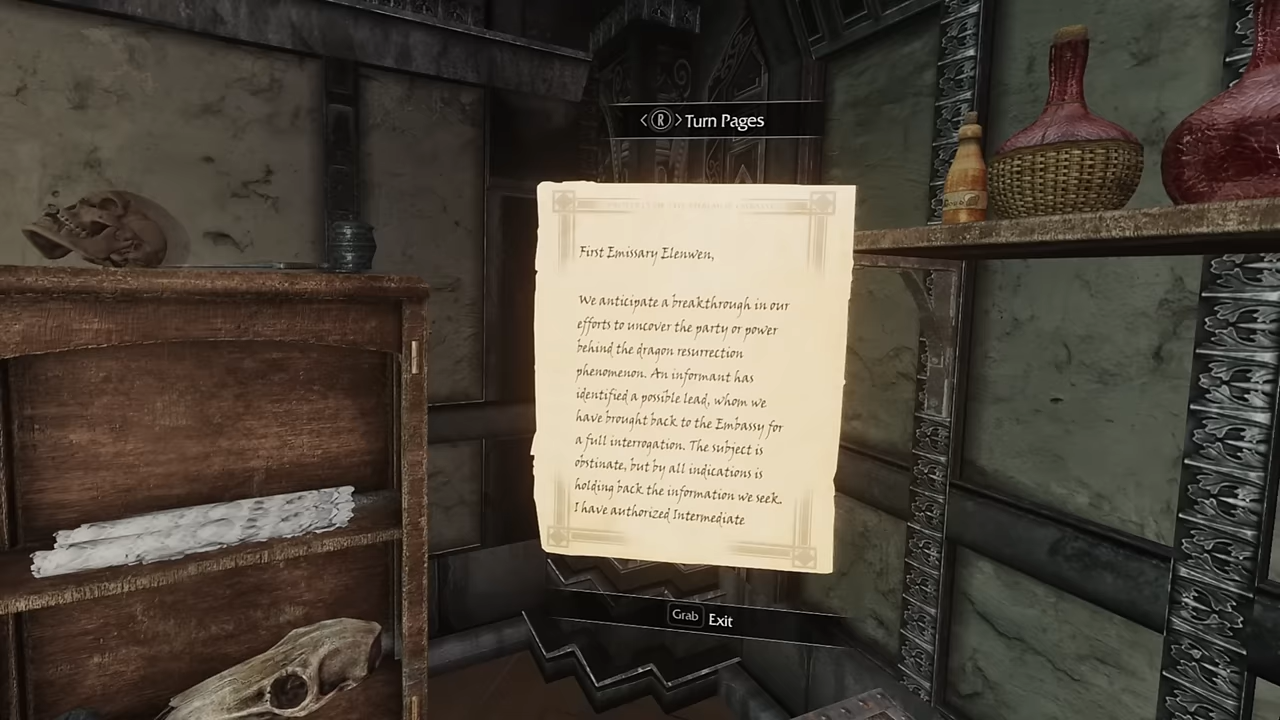 R Turn Pages
First Emissary Elenwen,
We anticipate a breakthrough in our
efforts to uncover the party or power
behind the dragon resurrection
phenomenon. An informant has
identified a possible lead, whom we
have brought back to the Embassy for
a full interrogation. The subject is
obstinate, but by all indications is
holding back the information we seek.
I have authorized Intermediate
Grab Exit